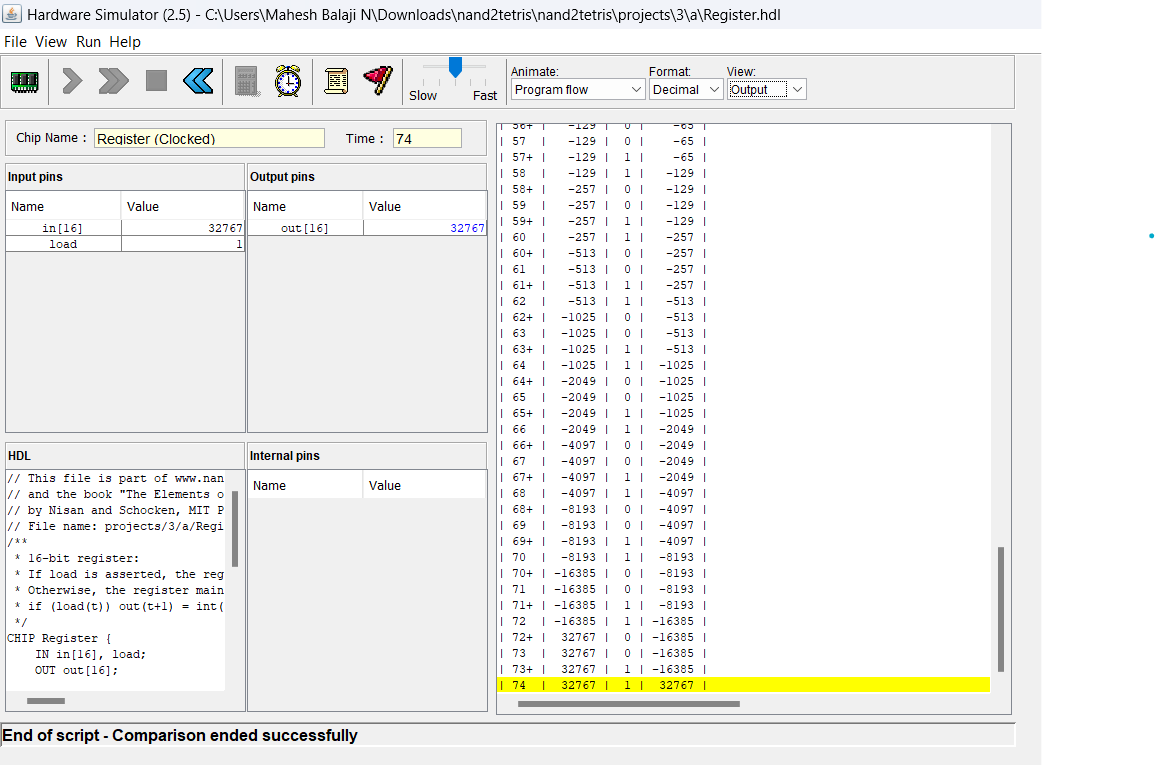 Hardware Simulator (2.5) - C:\Users\Mahesh Balaji N\Downloads\nand2tetris\nand2tetris\projects\3\a\Register.hdl
File View Run Help
Slow Fast
Animate: Format: View:
Program flow Decimal Output
Chip Name : Register (Clocked) Time : 74
Input pins
Name Value
in[16] 32767
load 1
Output pins
Name Value
out[16] 32767
HDL
// This file is part of www.nan
// and the book "The Elements o
// by Nisan and Schocken, MIT P
// File name: projects/3/a/Regi
/**
* 16-bit register:
* If load is asserted, the reg
* Otherwise, the register main
* if (load(t)) out(t+1) = int(
*/
CHIP Register {
IN in[16], load;
OUT out[16];
Internal pins
Name Value
| 56+ | -129 | 0 | -65 |
| 57 | -129 | 0 | -65 |
| 57+ | -129 | 1 | -65 |
| 58 | -129 | 1 | -129 |
| 58+ | -257 | 0 | -129 |
| 59 | -257 | 0 | -129 |
| 59+ | -257 | 1 | -129 |
| 60 | -257 | 1 | -257 |
| 60+ | -513 | 0 | -257 |
| 61 | -513 | 0 | -257 |
| 61+ | -513 | 1 | -257 |
| 62 | -513 | 1 | -513 |
| 62+ | -1025 | 0 | -513 |
| 63 | -1025 | 0 | -513 |
| 63+ | -1025 | 1 | -513 |
| 64 | -1025 | 1 | -1025 |
| 64+ | -2049 | 0 | -1025 |
| 65 | -2049 | 0 | -1025 |
| 65+ | -2049 | 1 | -1025 |
| 66 | -2049 | 1 | -2049 |
| 66+ | -4097 | 0 | -2049 |
| 67 | -4097 | 0 | -2049 |
| 67+ | -4097 | 1 | -2049 |
| 68 | -4097 | 1 | -4097 |
| 68+ | -8193 | 0 | -4097 |
| 69 | -8193 | 0 | -4097 |
| 69+ | -8193 | 1 | -4097 |
| 70 | -8193 | 1 | -8193 |
| 70+ | -16385 | 0 | -8193 |
| 71 | -16385 | 0 | -8193 |
| 71+ | -16385 | 1 | -8193 |
| 72 | -16385 | 1 | -16385 |
| 72+ | 32767 | 0 | -16385 |
| 73 | 32767 | 0 | -16385 |
| 73+ | 32767 | 1 | -16385 |
| 74 | 32767 | 1 | 32767 |
End of script - Comparison ended successfully